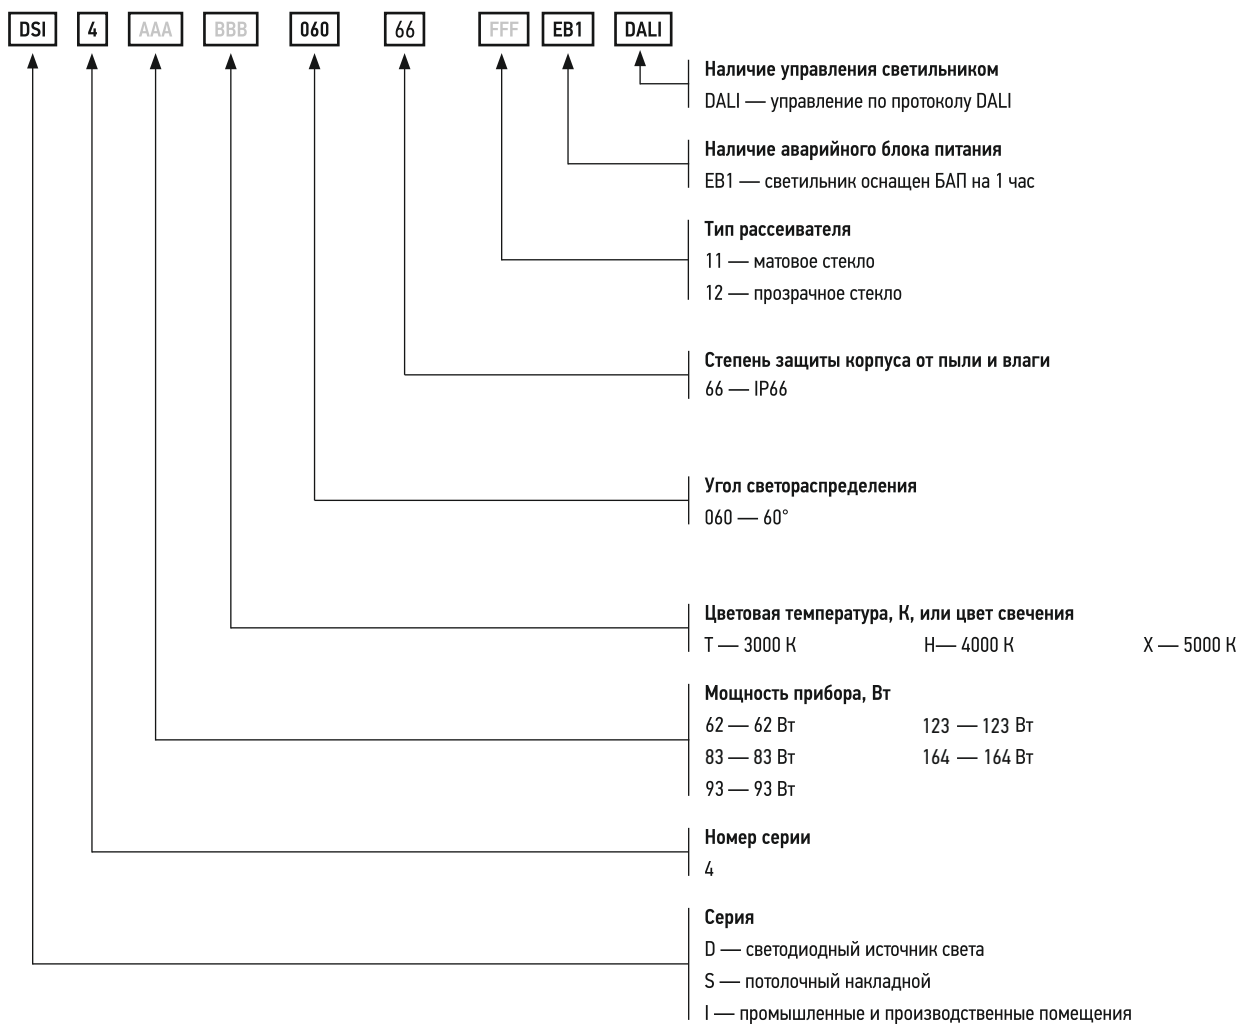 DSI 4 AAA BBB 060 66 FFF EB1 DALI
Наличие управления светильником
DALI — управление по протоколу DALI
Наличие аварийного блока питания
EB1 — светильник оснащен БАП на 1 час
Тип рассеивателя
11 — матовое стекло
12 — прозрачное стекло
Степень защиты корпуса от пыли и влаги
66 — IP66
Угол светораспределения
060 — 60°
Цветовая температура, К, или цвет свечения
Т — 3000 К Н— 4000 К Х — 5000 К
Мощность прибора, Вт
62 — 62 Вт 123 — 123 Вт
83 — 83 Вт 164 — 164 Вт
93 — 93 Вт
Номер серии
4
Серия
D — светодиодный источник света
S — потолочный накладной
I — промышленные и производственные помещения